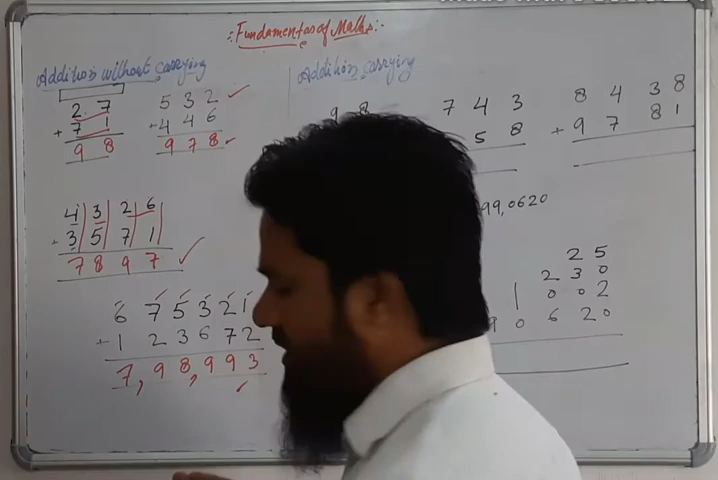 :Fundamentas of Maths:-
Addition without carrying
2 7
+ 7 1
9 8
5 3 2
+ 4 4 6
9 7 8
4 3 2 6
+ 3 5 7 1
7 8 9 7
6 7 5 3 2 1
+ 1 2 3 6 7 2
7, 9 8, 9 9 3
Addition carrying
9 8
7 4 3
5 8
8 4 3 8
+ 9 7 8 1
99,0620
2 5
2 3 0
1 0 0 2
9 0 6 2 0